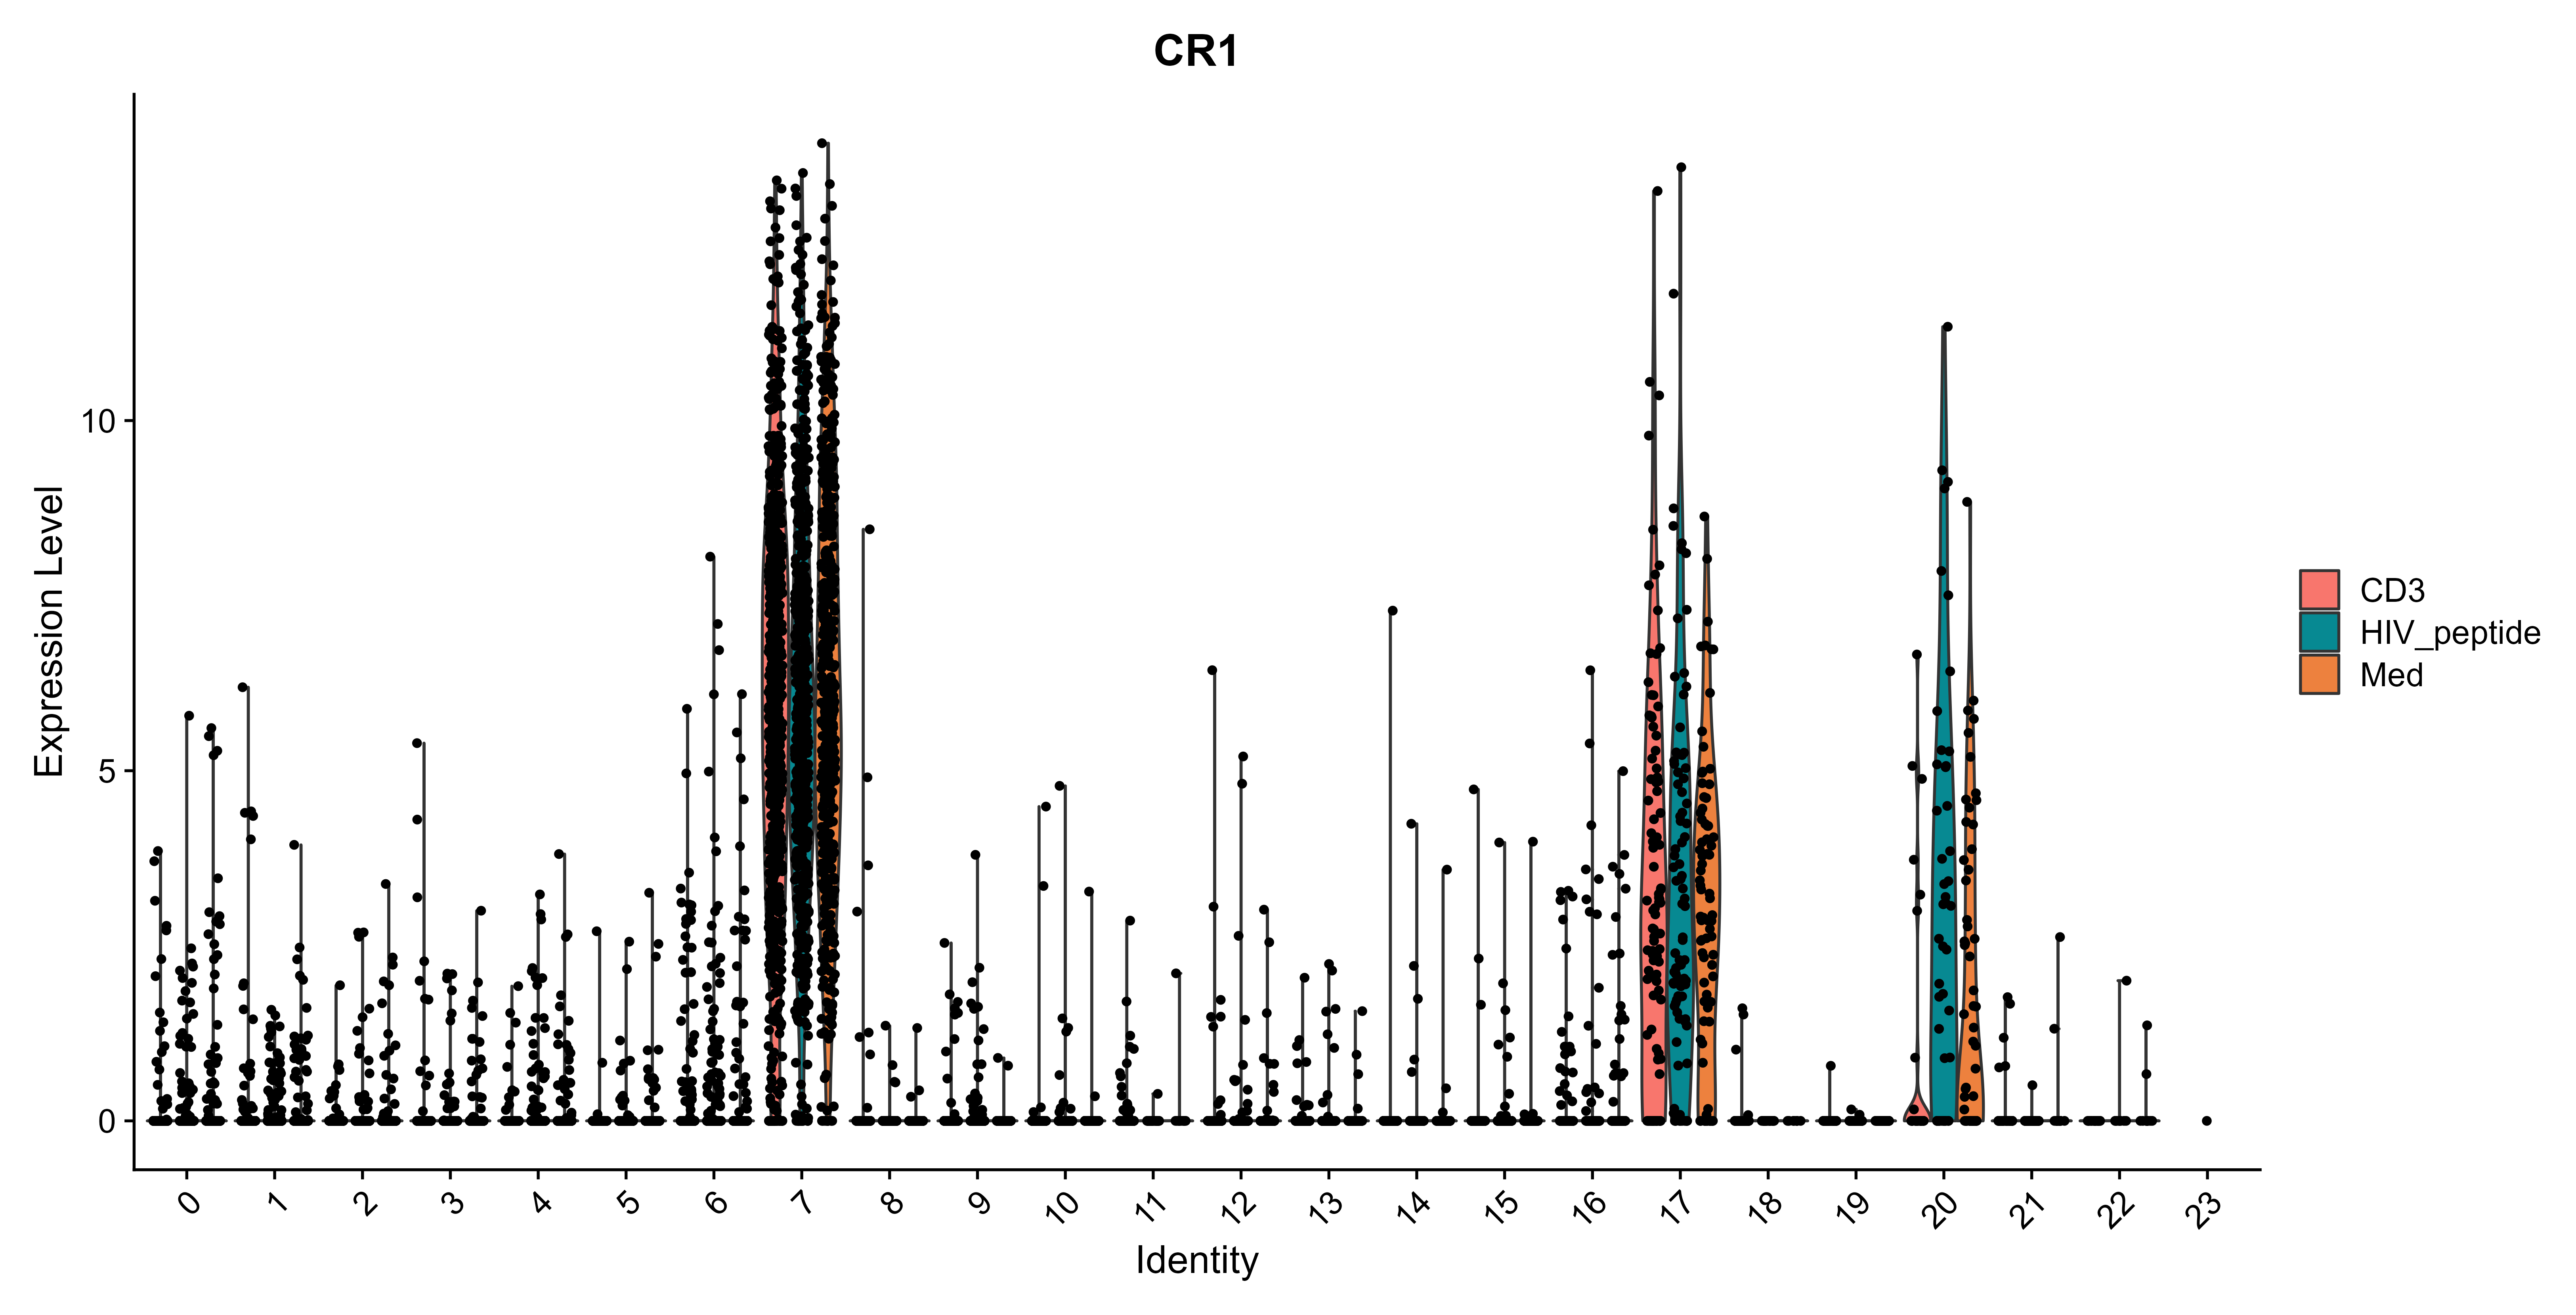 CR1
Expression Level
10
5
0
0 1 2 3 4 5 6 7 8 9 10 11 12 13 14 15 16 17 18 19 20 21 22 23
Identity
CD3
HIV_peptide
Med